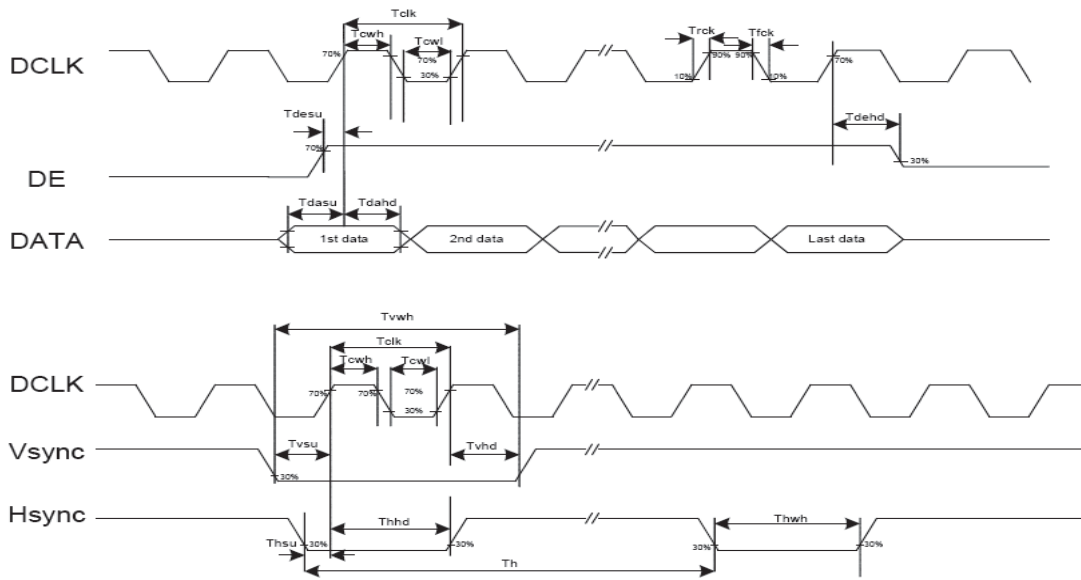 Tclk
Tcwh Tcwl Trck Tfck
DCLK 70% 70% 30% 90% 90% 10% 10% 70%
Tdesu Tdehd
70% 30%
DE
Tdasu Tdahd
DATA 1st data 2nd data Last data
Tvwh
Tclk
Tcwh Tcwl
DCLK 70% 70% 70% 30%
Vsync Tvsu Tvhd
30%
Hsync Thhd Thwh
Thsu 30% 30% 30% 30%
Th